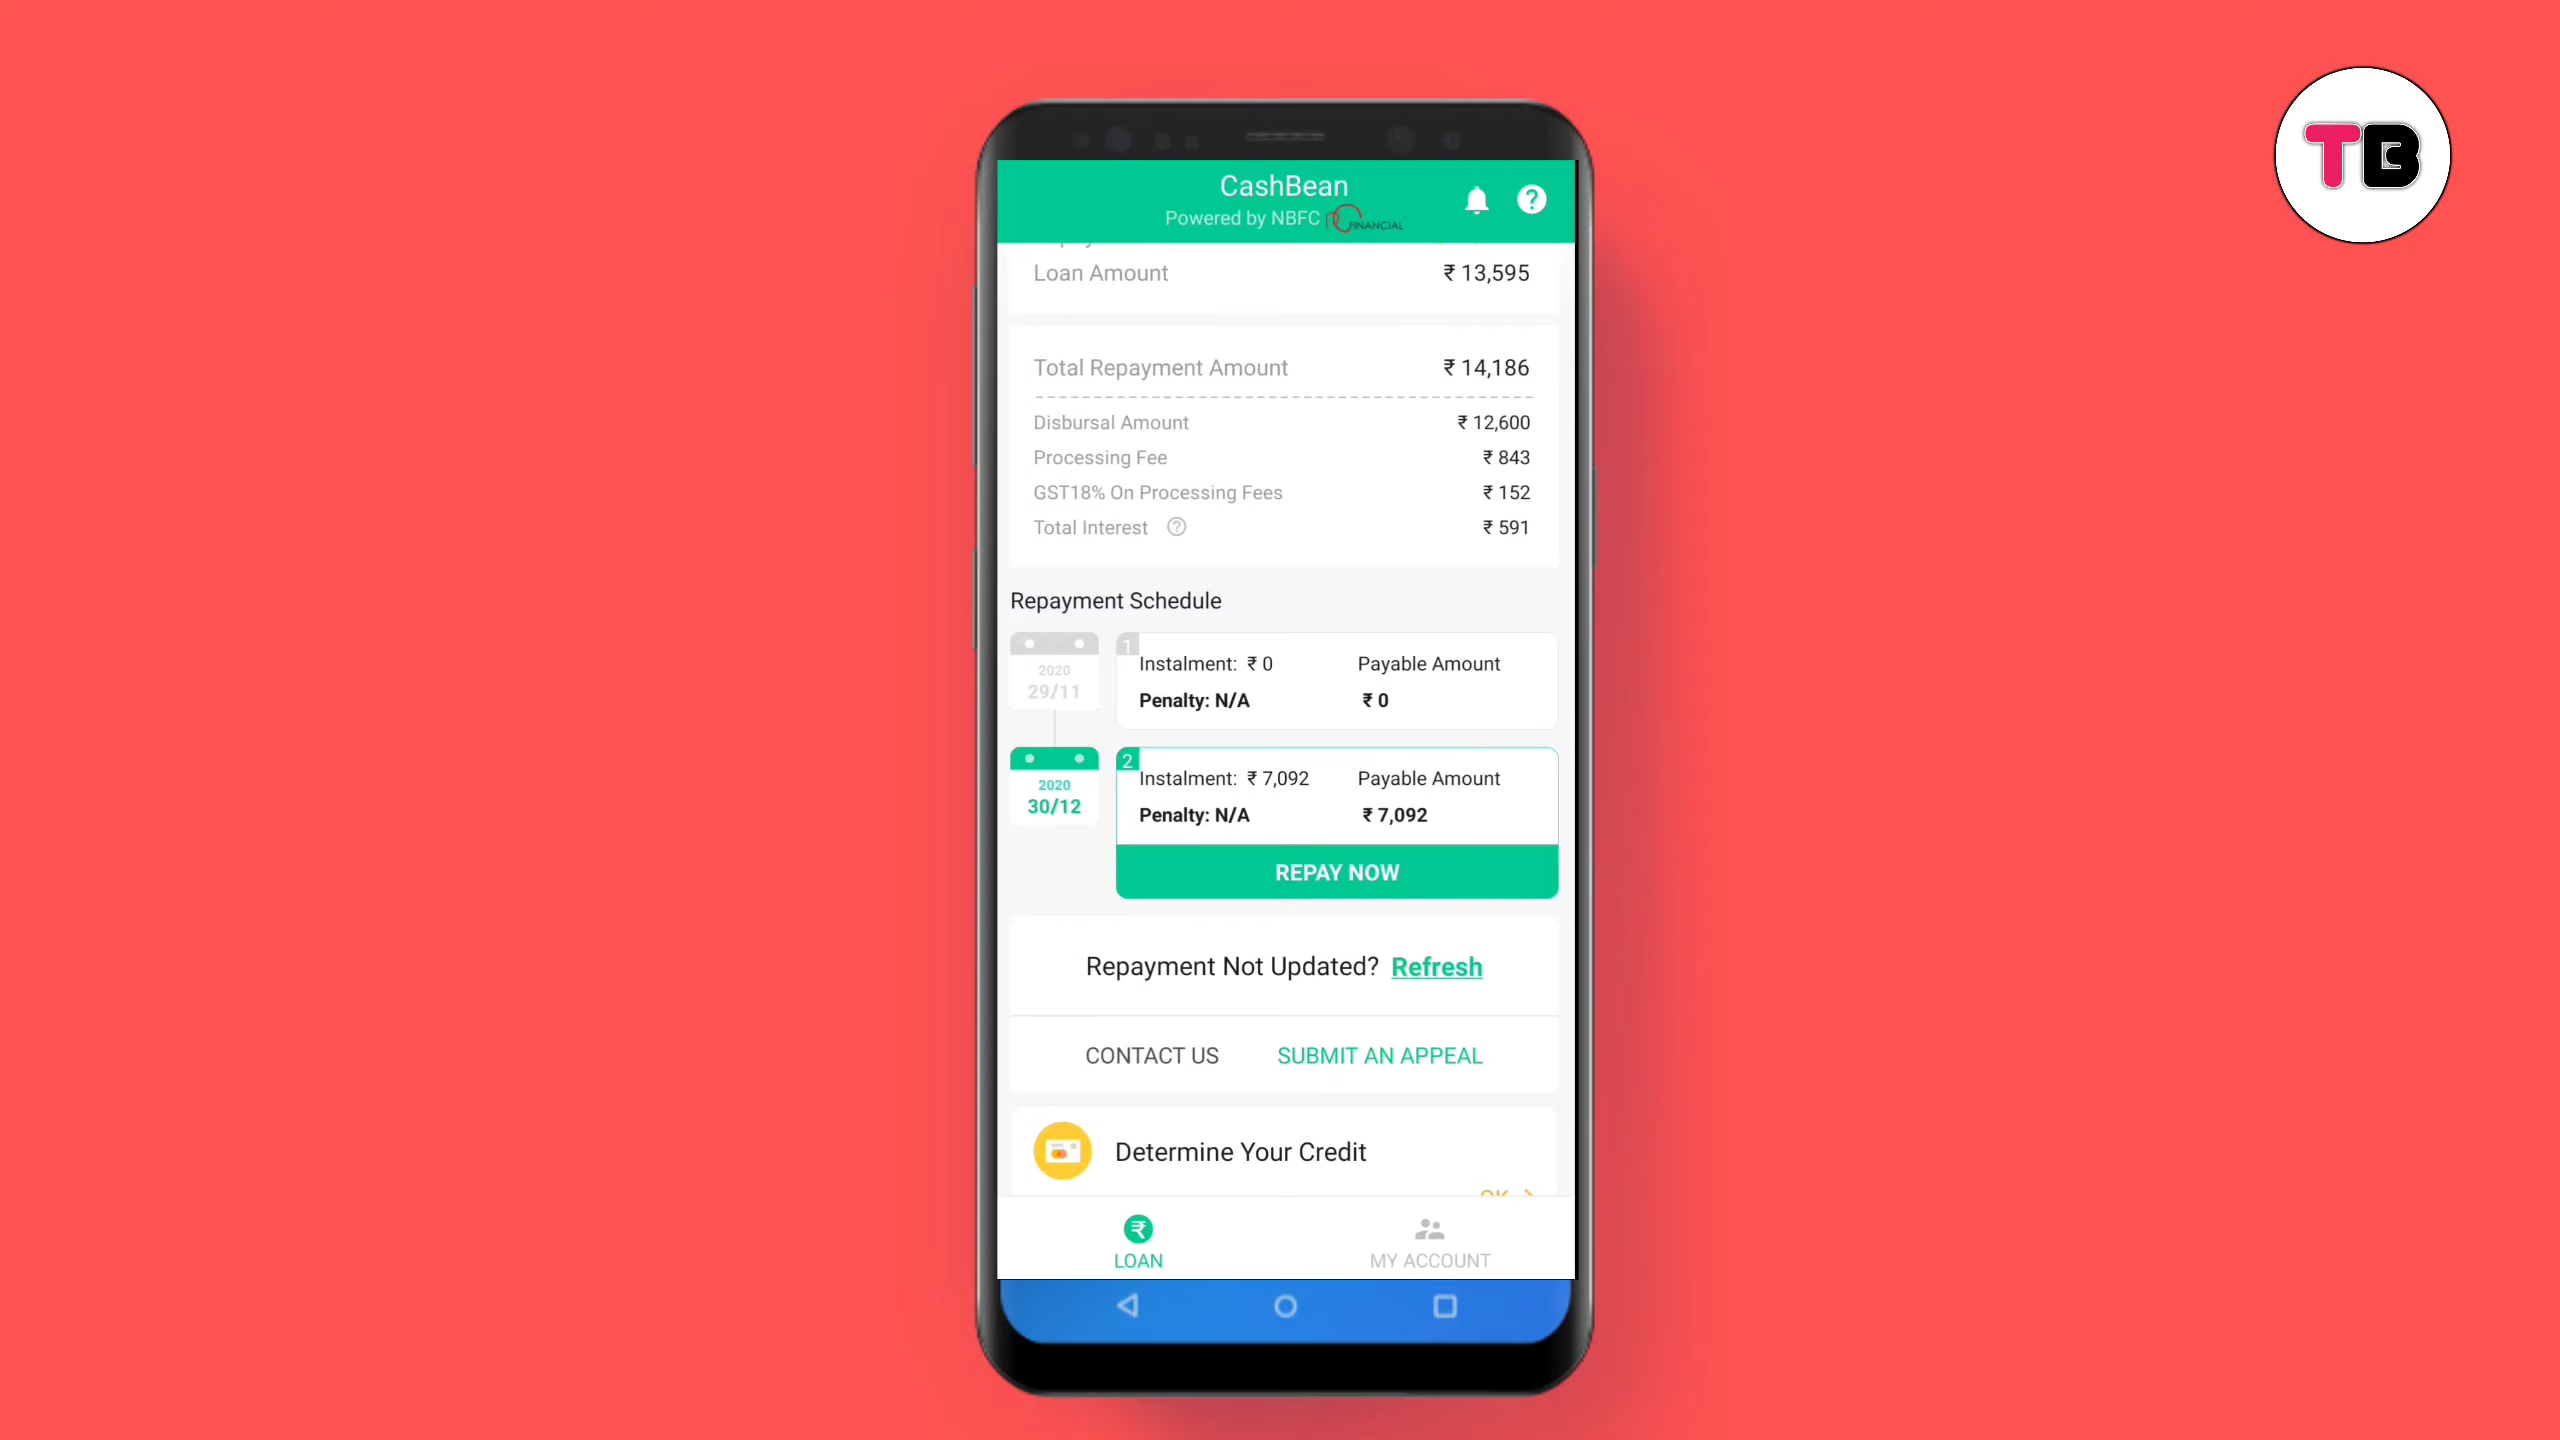 TB
CashBean
Powered by NBFC PC FINANCIAL
Loan Amount ₹ 13,595
Total Repayment Amount ₹ 14,186
Disbursal Amount ₹ 12,600
Processing Fee ₹ 843
GST18% On Processing Fees ₹ 152
Total Interest ? ₹ 591
Repayment Schedule
2020
29/11
1
Instalment: ₹ 0 Payable Amount
Penalty: N/A ₹ 0
2020
30/12
2
Instalment: ₹ 7,092 Payable Amount
Penalty: N/A ₹ 7,092
REPAY NOW
Repayment Not Updated? Refresh
CONTACT US SUBMIT AN APPEAL
Determine Your Credit
OK >
LOAN MY ACCOUNT